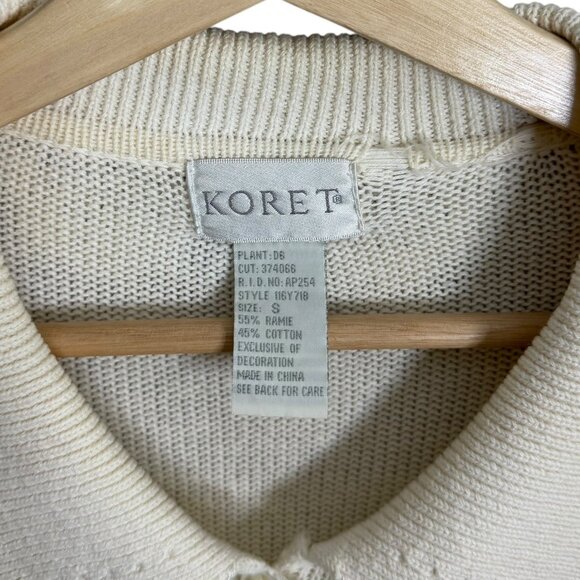 KORET®
PLANT: D6
CUT: 374066
R.I.D. NO: AP254
STYLE 116Y718
SIZE: S
55% RAMIE
45% COTTON
EXCLUSIVE OF
DECORATION
MADE IN CHINA
SEE BACK FOR CARE